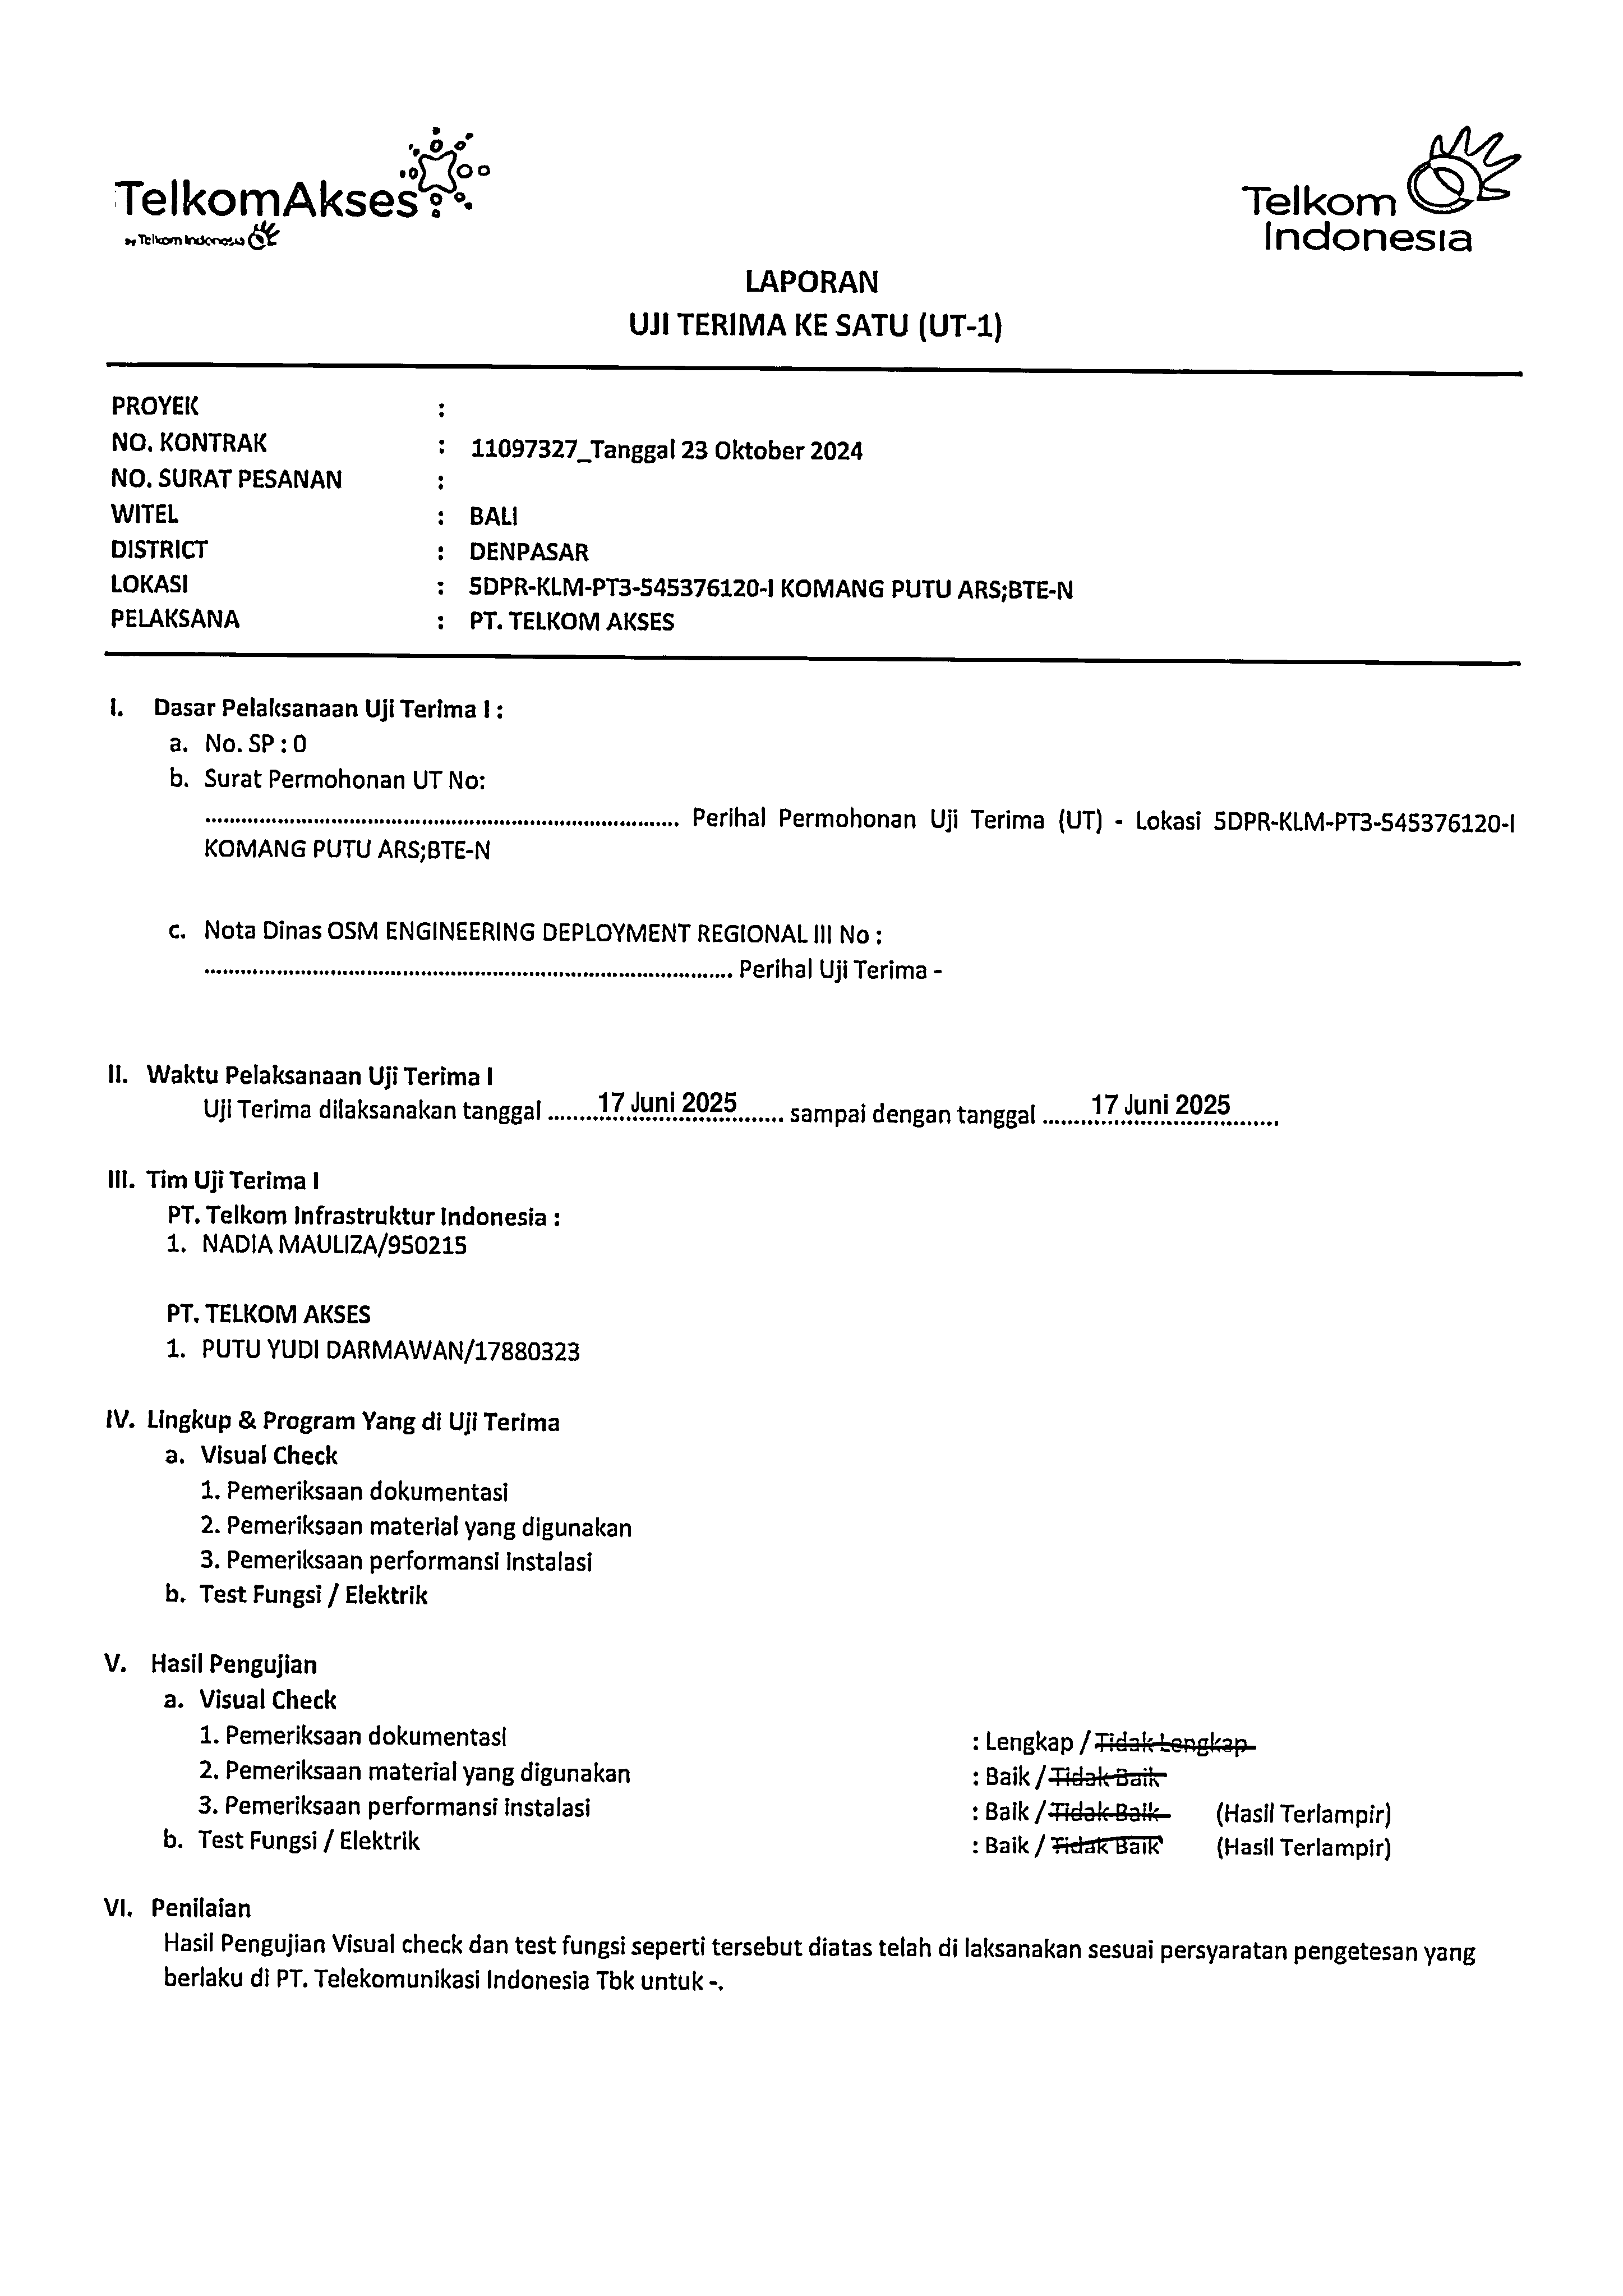 TelkomAkses
by Telkom Indonesia
Telkom
Indonesia
LAPORAN
UJI TERIMA KE SATU (UT-1)
PROYEK :
NO. KONTRAK : 11097327_Tanggal 23 Oktober 2024
NO. SURAT PESANAN :
WITEL : BALI
DISTRICT : DENPASAR
LOKASI : 5DPR-KLM-PT3-545376120-I KOMANG PUTU ARS;BTE-N
PELAKSANA : PT. TELKOM AKSES
I. Dasar Pelaksanaan Uji Terima I :
a. No. SP : 0
b. Surat Permohonan UT No:
............................................................................... Perihal Permohonan Uji Terima (UT) - Lokasi 5DPR-KLM-PT3-545376120-I
KOMANG PUTU ARS;BTE-N
c. Nota Dinas OSM ENGINEERING DEPLOYMENT REGIONAL III No :
........................................................................................ Perihal Uji Terima -
II. Waktu Pelaksanaan Uji Terima I
Uji Terima dilaksanakan tanggal ........17 Juni 2025........ sampai dengan tanggal ........17 Juni 2025........
III. Tim Uji Terima I
PT. Telkom Infrastruktur Indonesia :
1. NADIA MAULIZA/950215
PT. TELKOM AKSES
1. PUTU YUDI DARMAWAN/17880323
IV. Lingkup & Program Yang di Uji Terima
a. Visual Check
1. Pemeriksaan dokumentasi
2. Pemeriksaan material yang digunakan
3. Pemeriksaan performansi instalasi
b. Test Fungsi / Elektrik
V. Hasil Pengujian
a. Visual Check
1. Pemeriksaan dokumentasi : Lengkap / Tidak Lengkap
2. Pemeriksaan material yang digunakan : Baik / Tidak Baik
3. Pemeriksaan performansi instalasi : Baik / Tidak Baik (Hasil Terlampir)
b. Test Fungsi / Elektrik : Baik / Tidak Baik (Hasil Terlampir)
VI. Penilaian
Hasil Pengujian Visual check dan test fungsi seperti tersebut diatas telah di laksanakan sesuai persyaratan pengetesan yang
berlaku di PT. Telekomunikasi Indonesia Tbk untuk -.